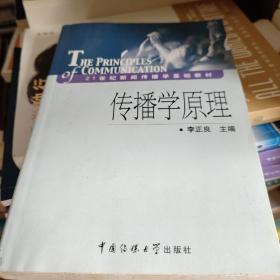 THE PRINCIPLES
of COMMUNICATION
21世纪新闻传播学基础教材
传播学原理
·李正良 主编
中国传媒大学出版社